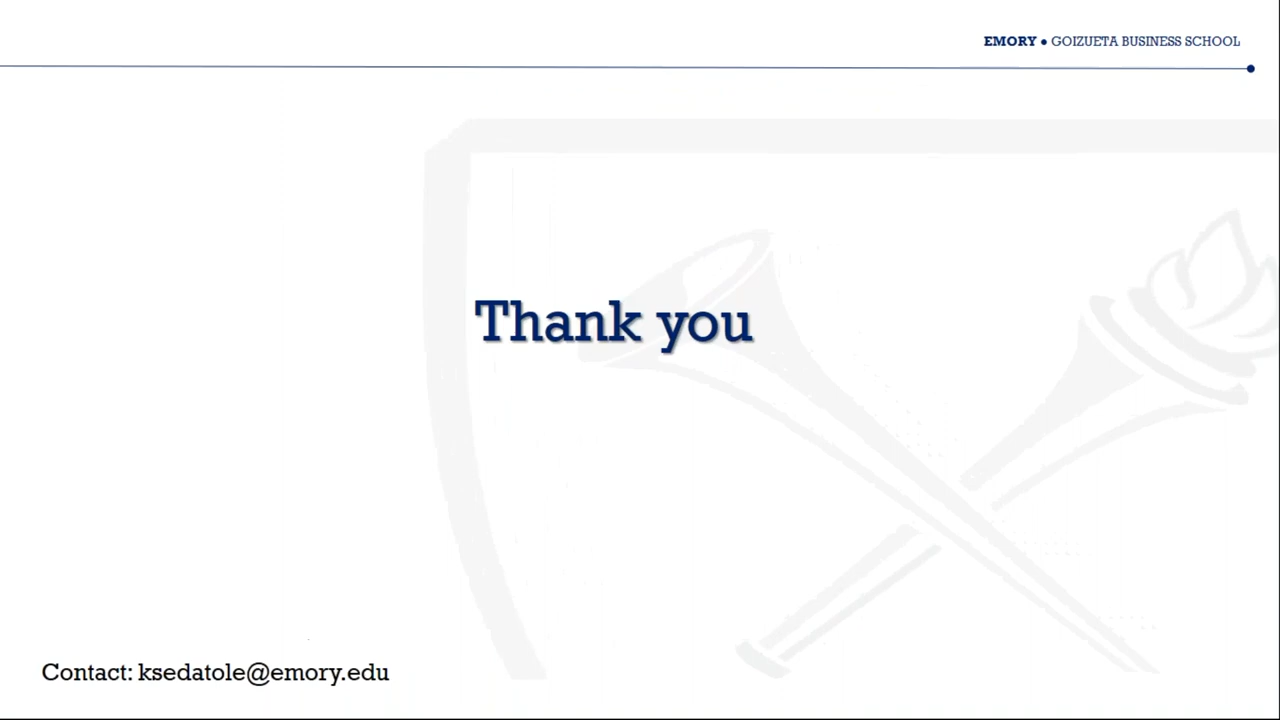 EMORY ● GOIZUETA BUSINESS SCHOOL
Thank you
Contact: ksedatole@emory.edu